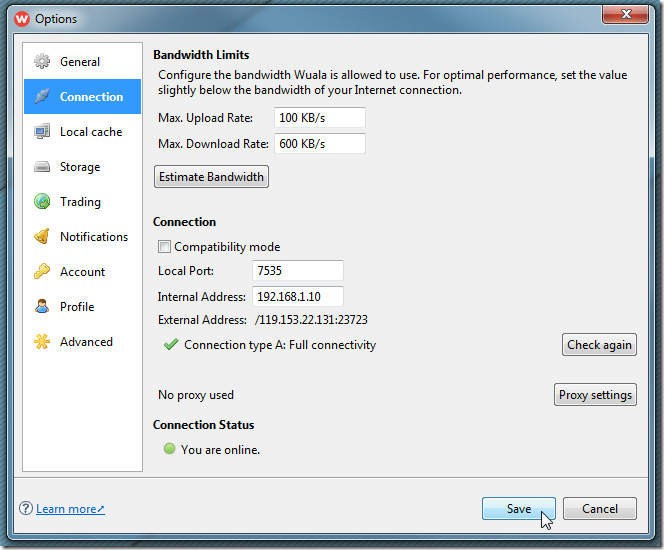 Options
General
Connection
Local cache
Storage
Trading
Notifications
Account
Profile
Advanced
Bandwidth Limits
Configure the bandwidth Wuala is allowed to use. For optimal performance, set the value
slightly below the bandwidth of your Internet connection.
Max. Upload Rate: 100 KB/s
Max. Download Rate: 600 KB/s
Estimate Bandwidth
Connection
Compatibility mode
Local Port: 7535
Internal Address: 192.168.1.10
External Address: /119.153.22.131:23723
Connection type A: Full connectivity Check again
No proxy used Proxy settings
Connection Status
You are online.
? Learn more Save Cancel